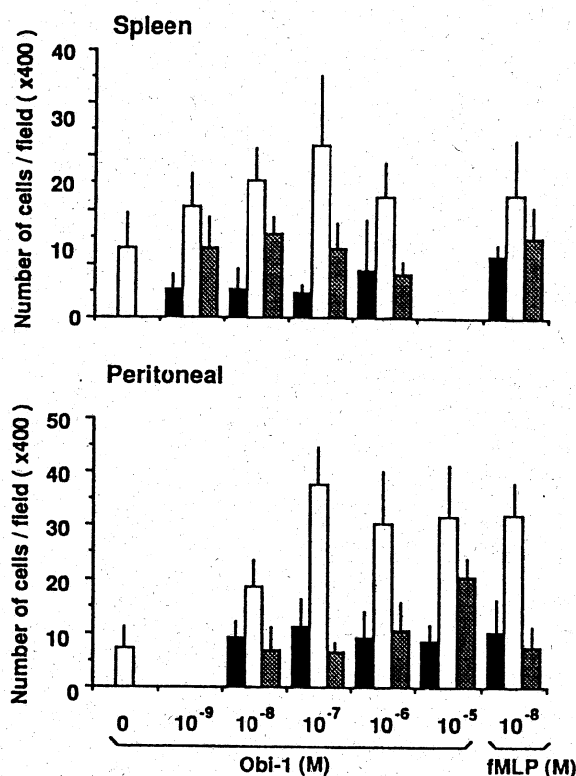 Spleen
Number of cells / field ( x400 )
40
30
20
10
0
Peritoneal
Number of cells / field ( x400 )
50
40
30
20
10
0
0 10-9 10-8 10-7 10-6 10-5 10-8
Obi-1 (M) fMLP (M)